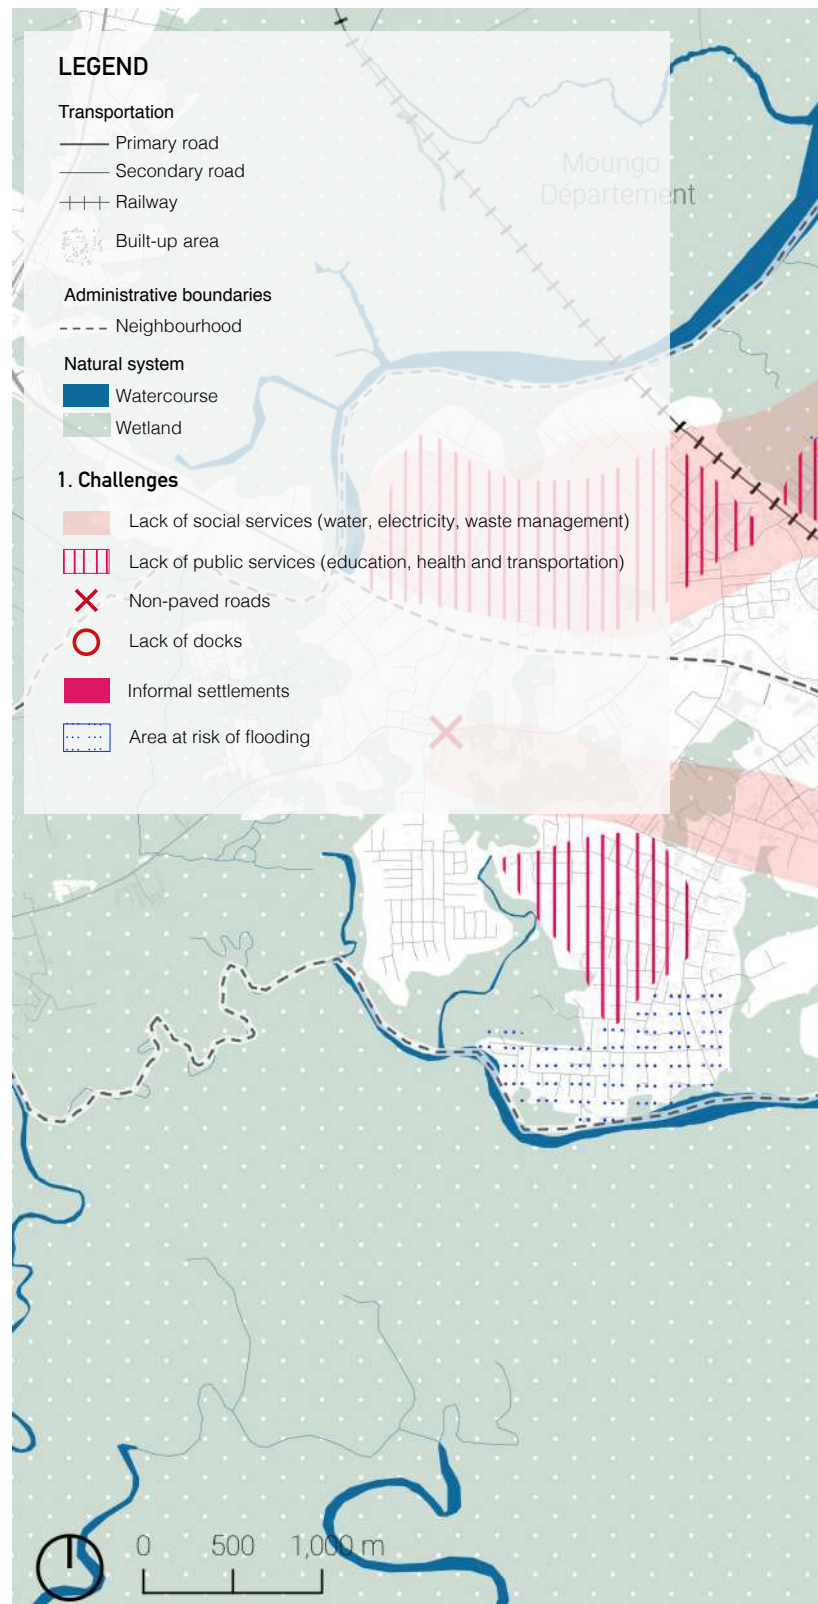 LEGEND
Transportation
Primary road
Secondary road
Railway
Built-up area
Administrative boundaries
Neighbourhood
Natural system
Watercourse
Wetland
1. Challenges
Lack of social services (water, electricity, waste management)
Lack of public services (education, health and transportation)
Non-paved roads
Lack of docks
Informal settlements
Area at risk of flooding
Moungo
Département
0 500 1,000 m